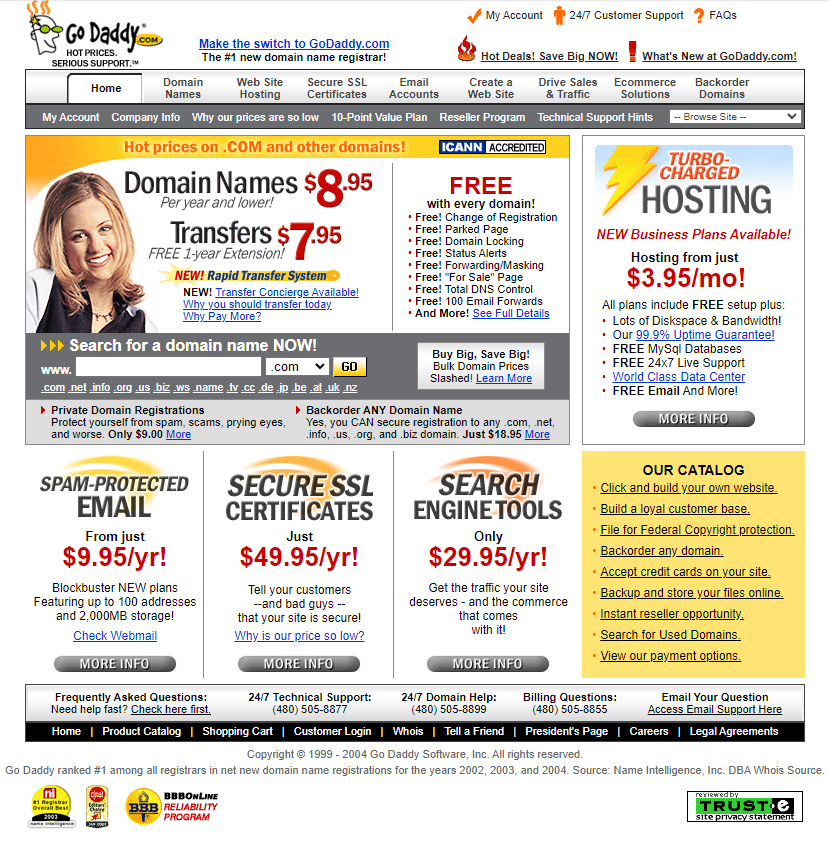 Go Daddy.com
HOT PRICES.
SERIOUS SUPPORT.™
Make the switch to GoDaddy.com
The #1 new domain name registrar!
My Account
24/7 Customer Support
FAQs
Hot Deals! Save Big NOW!
What's New at GoDaddy.com!
Home
Domain
Names
Web Site
Hosting
Secure SSL
Certificates
Email
Accounts
Create a
Web Site
Drive Sales
& Traffic
Ecommerce
Solutions
Backorder
Domains
My Account
Company Info
Why our prices are so low
10-Point Value Plan
Reseller Program
Technical Support Hints
-- Browse Site --
Hot prices on .COM and other domains!
ICANN ACCREDITED
Domain Names $8.95
Per year and lower!
Transfers $7.95
FREE 1-year Extension!
NEW! Rapid Transfer System
NEW! Transfer Concierge Available!
Why you should transfer today
Why Pay More?
FREE
with every domain!
• Free! Change of Registration
• Free! Parked Page
• Free! Domain Locking
• Free! Status Alerts
• Free! Forwarding/Masking
• Free! "For Sale" Page
• Free! Total DNS Control
• Free! 100 Email Forwards
• And More! See Full Details
Search for a domain name NOW!
www.
.com
GO
.com .net .info .org .us .biz .ws .name .tv .cc .de .jp .be .at .uk .nz
Buy Big, Save Big!
Bulk Domain Prices
Slashed! Learn More
Private Domain Registrations
Protect yourself from spam, scams, prying eyes,
and worse. Only $9.00 More
Backorder ANY Domain Name
Yes, you CAN secure registration to any .com, .net,
.info, .us, .org, and .biz domain. Just $18.95 More
TURBO-
CHARGED
HOSTING
NEW Business Plans Available!
Hosting from just
$3.95/mo!
All plans include FREE setup plus:
• Lots of Diskspace & Bandwidth!
• Our 99.9% Uptime Guarantee!
• FREE MySql Databases
• FREE 24x7 Live Support
• World Class Data Center
• FREE Email And More!
MORE INFO
SPAM-PROTECTED
EMAIL
From just
$9.95/yr!
Blockbuster NEW plans
Featuring up to 100 addresses
and 2,000MB storage!
Check Webmail
MORE INFO
SECURE SSL
CERTIFICATES
Just
$49.95/yr!
Tell your customers
--and bad guys --
that your site is secure!
Why is our price so low?
MORE INFO
SEARCH
ENGINE TOOLS
Only
$29.95/yr!
Get the traffic your site
deserves - and the commerce
that comes
with it!
MORE INFO
OUR CATALOG
• Click and build your own website.
• Build a loyal customer base.
• File for Federal Copyright protection.
• Backorder any domain.
• Accept credit cards on your site.
• Backup and store your files online.
• Instant reseller opportunity.
• Search for Used Domains.
• View our payment options.
Frequently Asked Questions:
Need help fast? Check here first.
24/7 Technical Support:
(480) 505-8877
24/7 Domain Help:
(480) 505-8899
Billing Questions:
(480) 505-8855
Email Your Question
Access Email Support Here
Home | Product Catalog | Shopping Cart | Customer Login | Whois | Tell a Friend | President's Page | Careers | Legal Agreements
Copyright © 1999 - 2004 Go Daddy Software, Inc. All rights reserved.
Go Daddy ranked #1 among all registrars in net new domain name registrations for the years 2002, 2003, and 2004. Source: Name Intelligence, Inc. DBA Whois Source.
ni
#1 Registrar
Overall Best
2003
name intelligence
c|net
Editors'
Choice
BBB
BBBONLINE
RELIABILITY
PROGRAM
reviewed by
TRUSTe
site privacy statement